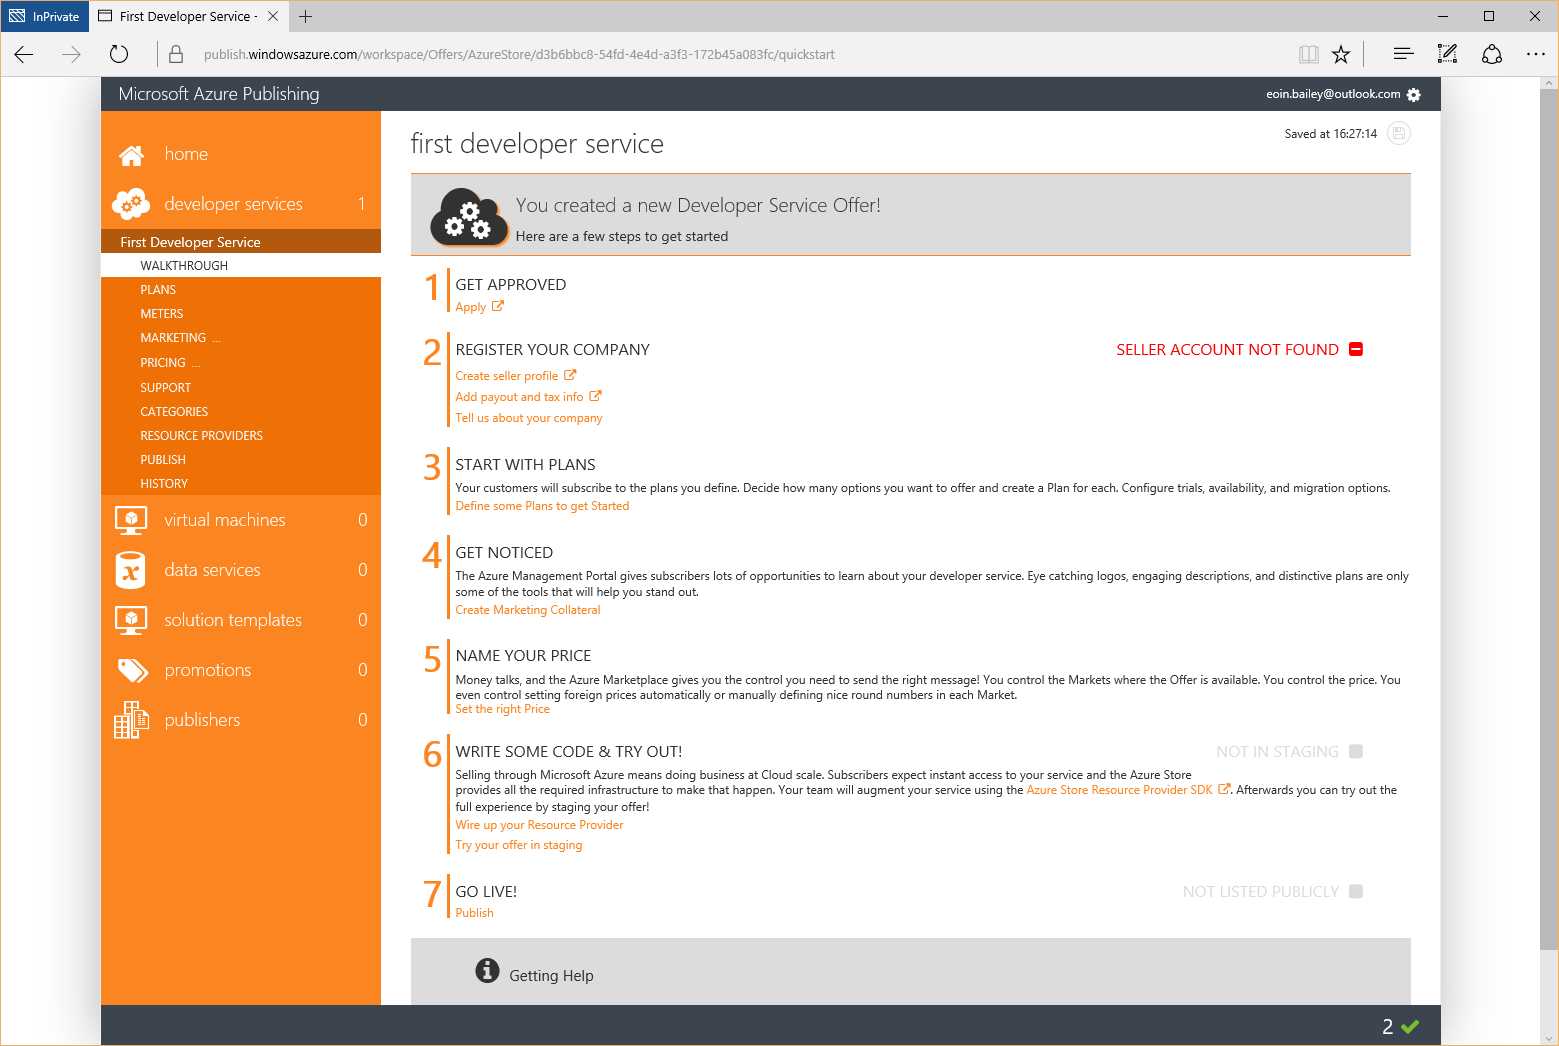 InPrivate
First Developer Service -
publish.windowsazure.com/workspace/Offers/AzureStore/d3b6bbc8-54fd-4e4d-a3f3-172b45a083fc/quickstart
Microsoft Azure Publishing
eoin.bailey@outlook.com
home
developer services 1
First Developer Service
WALKTHROUGH
PLANS
METERS
MARKETING ...
PRICING ...
SUPPORT
CATEGORIES
RESOURCE PROVIDERS
PUBLISH
HISTORY
virtual machines 0
data services 0
solution templates 0
promotions 0
publishers 0
first developer service
Saved at 16:27:14
You created a new Developer Service Offer!
Here are a few steps to get started
1 GET APPROVED
Apply
2 REGISTER YOUR COMPANY
SELLER ACCOUNT NOT FOUND
Create seller profile
Add payout and tax info
Tell us about your company
3 START WITH PLANS
Your customers will subscribe to the plans you define. Decide how many options you want to offer and create a Plan for each. Configure trials, availability, and migration options.
Define some Plans to get Started
4 GET NOTICED
The Azure Management Portal gives subscribers lots of opportunities to learn about your developer service. Eye catching logos, engaging descriptions, and distinctive plans are only
some of the tools that will help you stand out.
Create Marketing Collateral
5 NAME YOUR PRICE
Money talks, and the Azure Marketplace gives you the control you need to send the right message! You control the Markets where the Offer is available. You control the price. You
even control setting foreign prices automatically or manually defining nice round numbers in each Market.
Set the right Price
6 WRITE SOME CODE & TRY OUT!
NOT IN STAGING
Selling through Microsoft Azure means doing business at Cloud scale. Subscribers expect instant access to your service and the Azure Store
provides all the required infrastructure to make that happen. Your team will augment your service using the Azure Store Resource Provider SDK . Afterwards you can try out the
full experience by staging your offer!
Wire up your Resource Provider
Try your offer in staging
7 GO LIVE!
NOT LISTED PUBLICLY
Publish
Getting Help
2